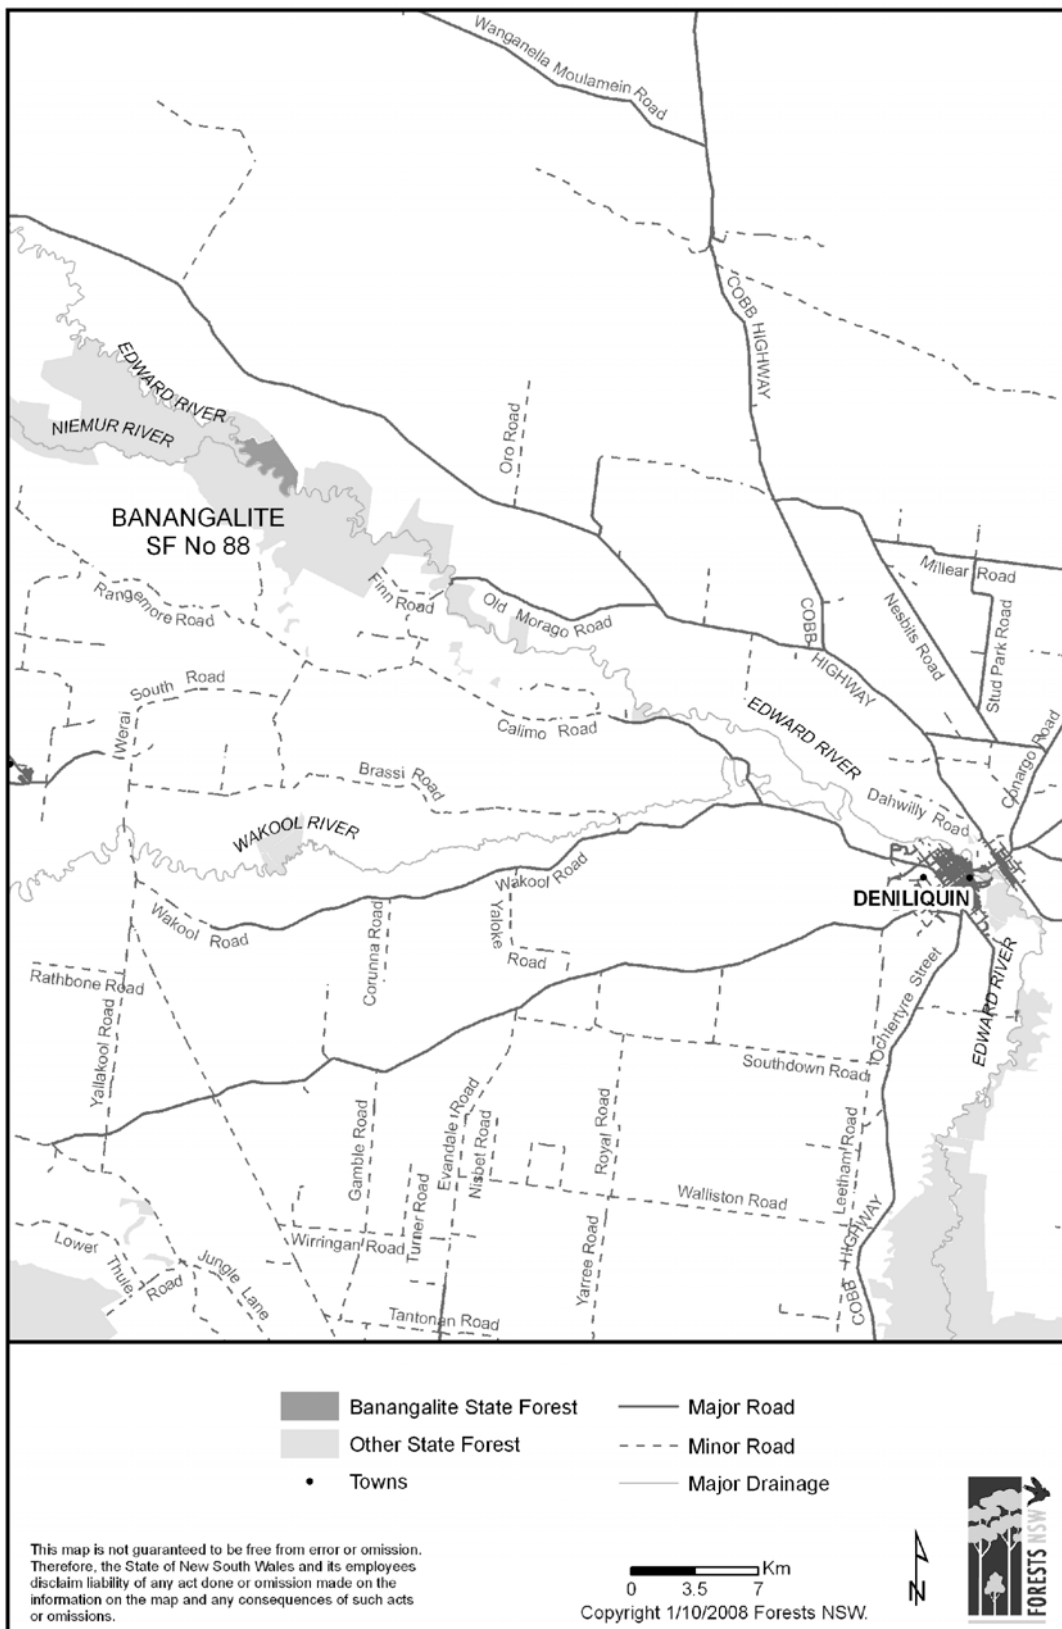 Wanganella Moulamein Road
COBB HIGHWAY
EDWARD RIVER
NIEMUR RIVER
Oro Road
BANANGALITE
SF No 88
Millear Road
Finn Road
Rangemore Road
Old Morago Road
COBB HIGHWAY
Nesbits Road
Stud Park Road
South Road
Werai
Calimo Road
EDWARD RIVER
Conargo Road
Brassi Road
Dahwilly Road
WAKOOL RIVER
Wakool Road
DENILIQUIN
Wakool Road
Corunna Road
Yaloke
Road
Ochtertyre Street
EDWARD RIVER
Rathbone Road
Yallakool Road
Southdown Road
Gamble Road
Evandale Road
Nisbet Road
Royal Road
Leetham Road
Walliston Road
Turner Road
Wirringan Road
Yarree Road
COBB HIGHWAY
Lower
Thule
Road
Jungle Lane
Tantonan Road
Banangalite State Forest
Major Road
Other State Forest
Minor Road
Towns
Major Drainage
This map is not guaranteed to be free from error or omission.
Therefore, the State of New South Wales and its employees
disclaim liability of any act done or omission made on the
information on the map and any consequences of such acts
or omissions.
Km
0 3.5 7
Copyright 1/10/2008 Forests NSW.
N
FORESTS NSW